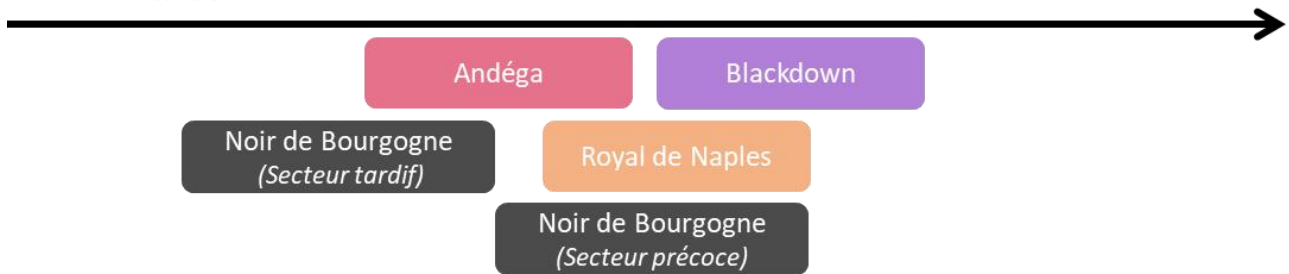 Andéga
Blackdown
Noir de Bourgogne
(Secteur tardif)
Royal de Naples
Noir de Bourgogne
(Secteur précoce)